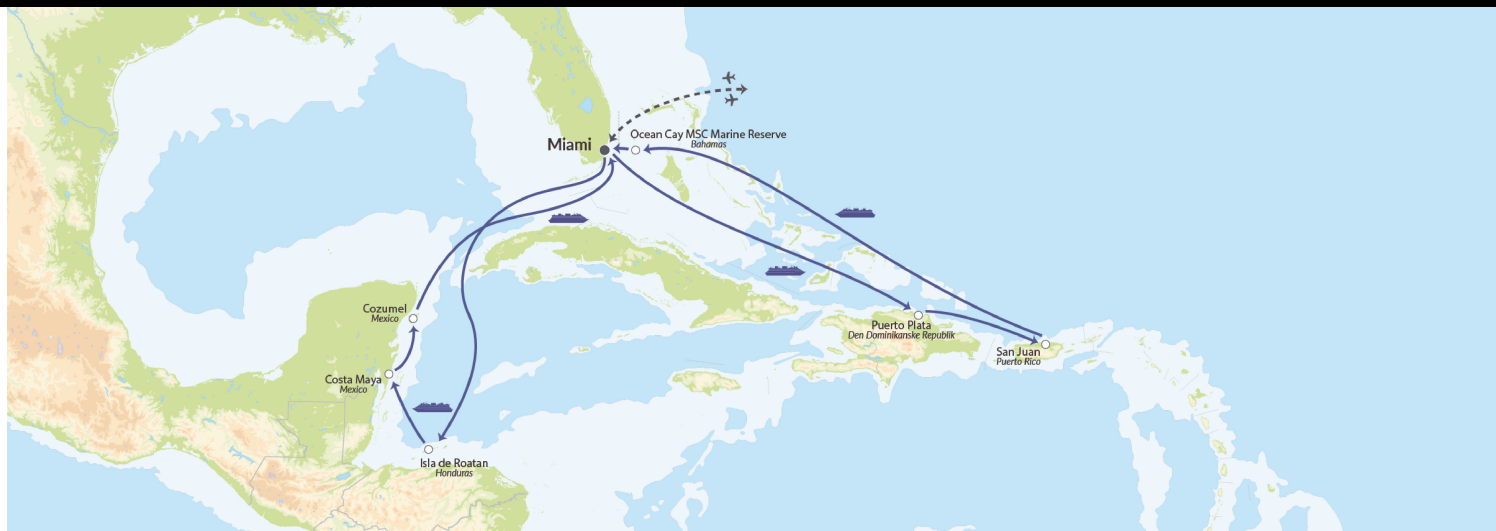 Miami
Ocean Cay MSC Marine Reserve
Bahamas
Cozumel
Mexico
Puerto Plata
Den Dominikanske Republik
San Juan
Puerto Rico
Costa Maya
Mexico
Isla de Roatan
Honduras